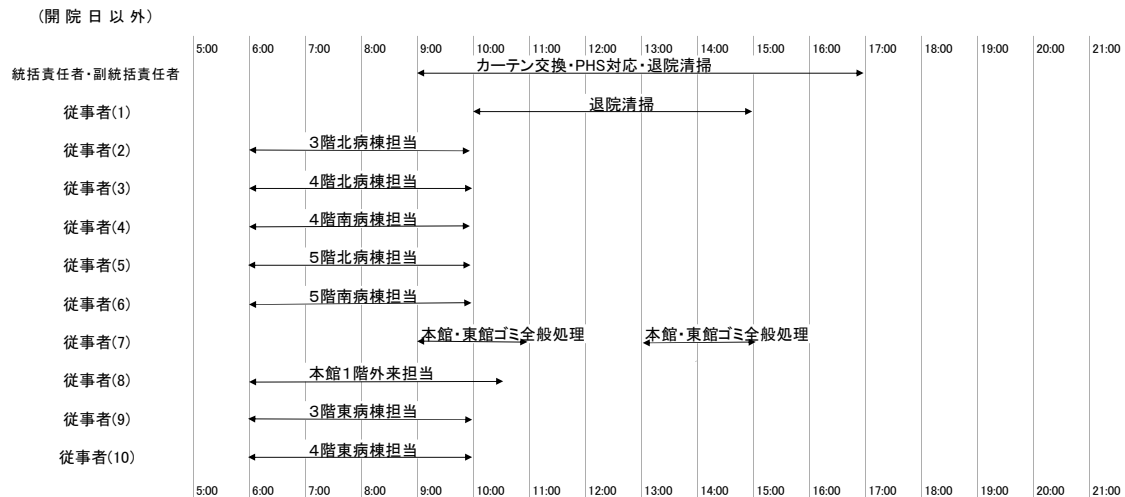 (開 院 日 以 外)
5:00 6:00 7:00 8:00 9:00 10:00 11:00 12:00 13:00 14:00 15:00 16:00 17:00 18:00 19:00 20:00 21:00
統括責任者・副統括責任者 カーテン交換・PHS対応・退院清掃
従事者(1) 退院清掃
従事者(2) 3階北病棟担当
従事者(3) 4階北病棟担当
従事者(4) 4階南病棟担当
従事者(5) 5階北病棟担当
従事者(6) 5階南病棟担当
従事者(7) 本館・東館ゴミ全般処理 本館・東館ゴミ全般処理
従事者(8) 本館1階外来担当
従事者(9) 3階東病棟担当
従事者(10) 4階東病棟担当
5:00 6:00 7:00 8:00 9:00 10:00 11:00 12:00 13:00 14:00 15:00 16:00 17:00 18:00 19:00 20:00 21:00